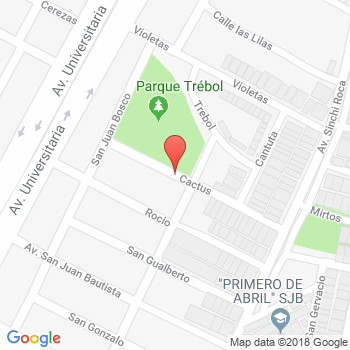 Cerezas
Calle las Lilas
Violetas
Av. Universitaria
Parque Trébol
Violetas
San Juan Bosco
Trebol
Av. Sinchi Roca
Cantuta
Av. Universitaria
Cactus
Mirtos
Rocío
San Gualberto
Av. San Juan Bautista
"PRIMERO DE
ABRIL" SJB
San Gervacio
San Gonzalo
Google
Map data ©2018 Google